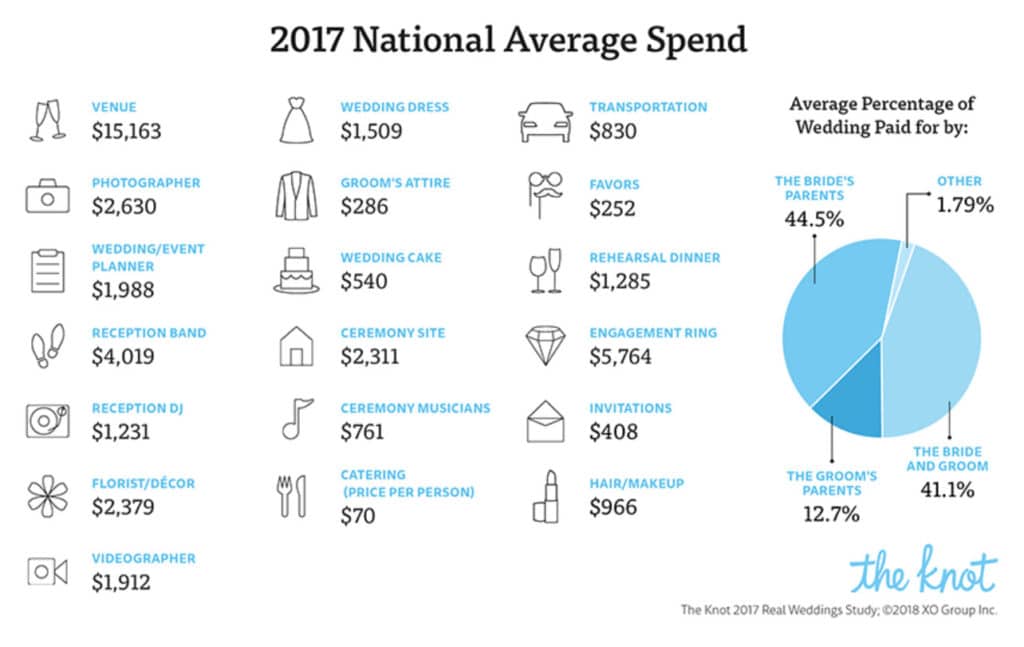 2017 National Average Spend
VENUE
$15,163
PHOTOGRAPHER
$2,630
WEDDING/EVENT
PLANNER
$1,988
RECEPTION BAND
$4,019
RECEPTION DJ
$1,231
FLORIST/DÉCOR
$2,379
VIDEOGRAPHER
$1,912
WEDDING DRESS
$1,509
GROOM'S ATTIRE
$286
WEDDING CAKE
$540
CEREMONY SITE
$2,311
CEREMONY MUSICIANS
$761
CATERING
(PRICE PER PERSON)
$70
TRANSPORTATION
$830
FAVORS
$252
REHEARSAL DINNER
$1,285
ENGAGEMENT RING
$5,764
INVITATIONS
$408
HAIR/MAKEUP
$966
Average Percentage of
Wedding Paid for by:
THE BRIDE'S
PARENTS
44.5%
OTHER
1.79%
THE GROOM'S
PARENTS
12.7%
THE BRIDE
AND GROOM
41.1%
the knot
The Knot 2017 Real Weddings Study; ©2018 XO Group Inc.